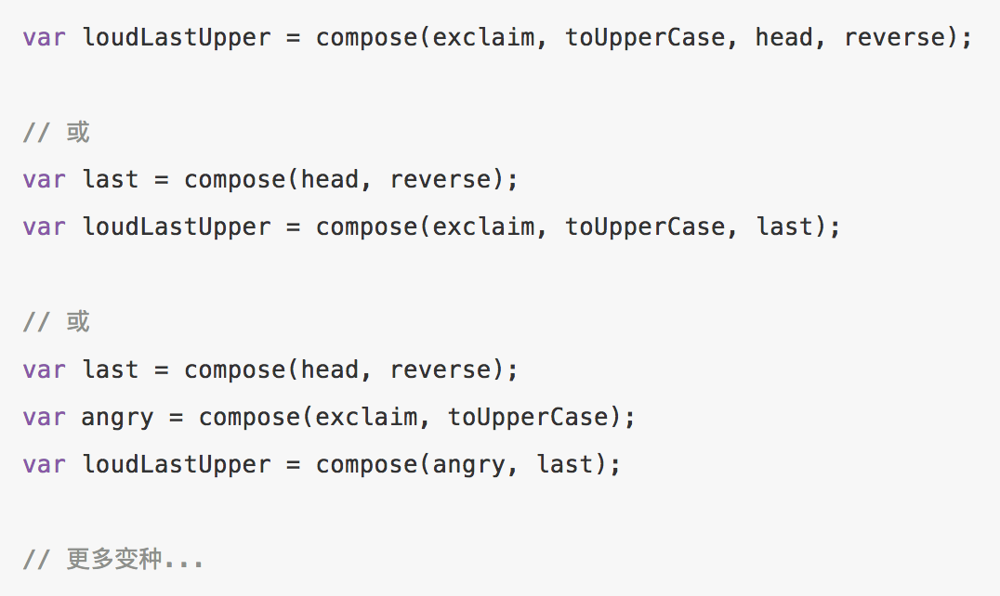 var loudLastUpper = compose(exclaim, toUpperCase, head, reverse);
// 或
var last = compose(head, reverse);
var loudLastUpper = compose(exclaim, toUpperCase, last);
// 或
var last = compose(head, reverse);
var angry = compose(exclaim, toUpperCase);
var loudLastUpper = compose(angry, last);
// 更多变种...